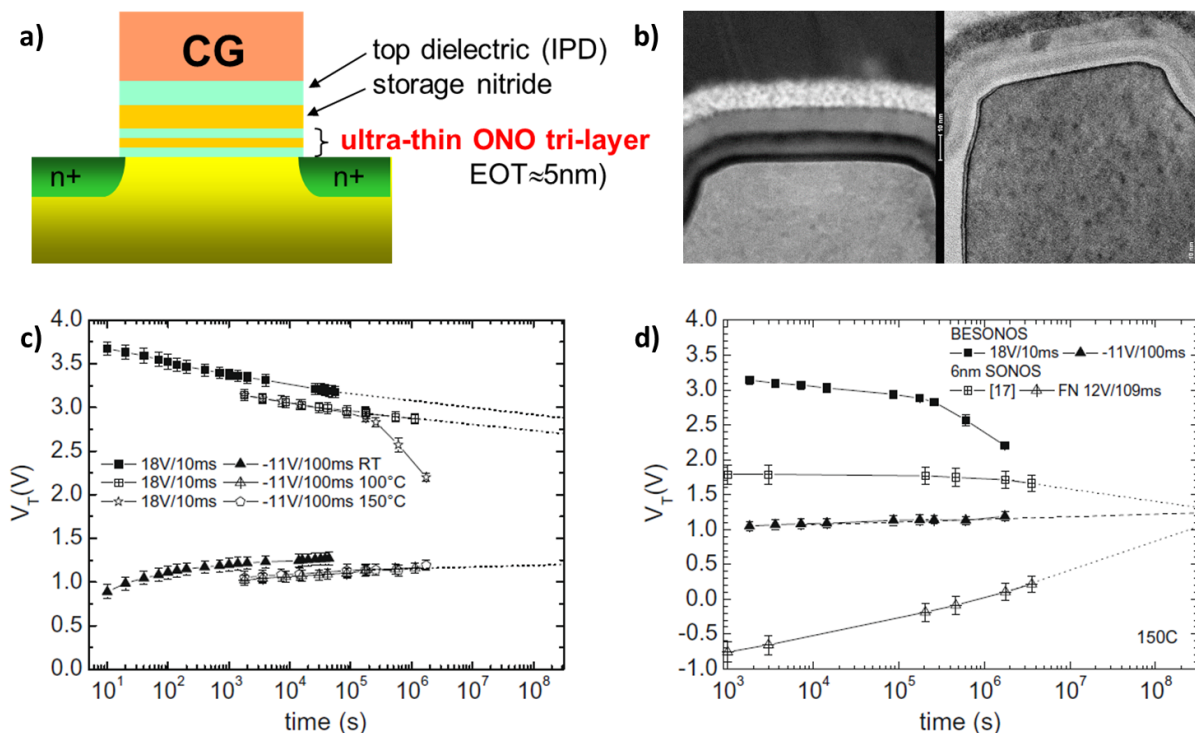 a)
CG
top dielectric (IPD)
storage nitride
ultra-thin ONO tri-layer
EOT≈5nm)
n+
n+
b)
10 nm
10 nm
c)
4.0
3.5
3.0
2.5
2.0
1.5
1.0
0.5
0.0
V_T(V)
18V/10ms -11V/100ms RT
18V/10ms -11V/100ms 100°C
18V/10ms -11V/100ms 150°C
10^1 10^2 10^3 10^4 10^5 10^6 10^7 10^8
time (s)
d)
4.0
3.5
3.0
2.5
2.0
1.5
1.0
0.5
0.0
-0.5
-1.0
V_T(V)
BESONOS
18V/10ms -11V/100ms
6nm SONOS
[17] FN 12V/109ms
150C
10^3 10^4 10^5 10^6 10^7 10^8
time (s)